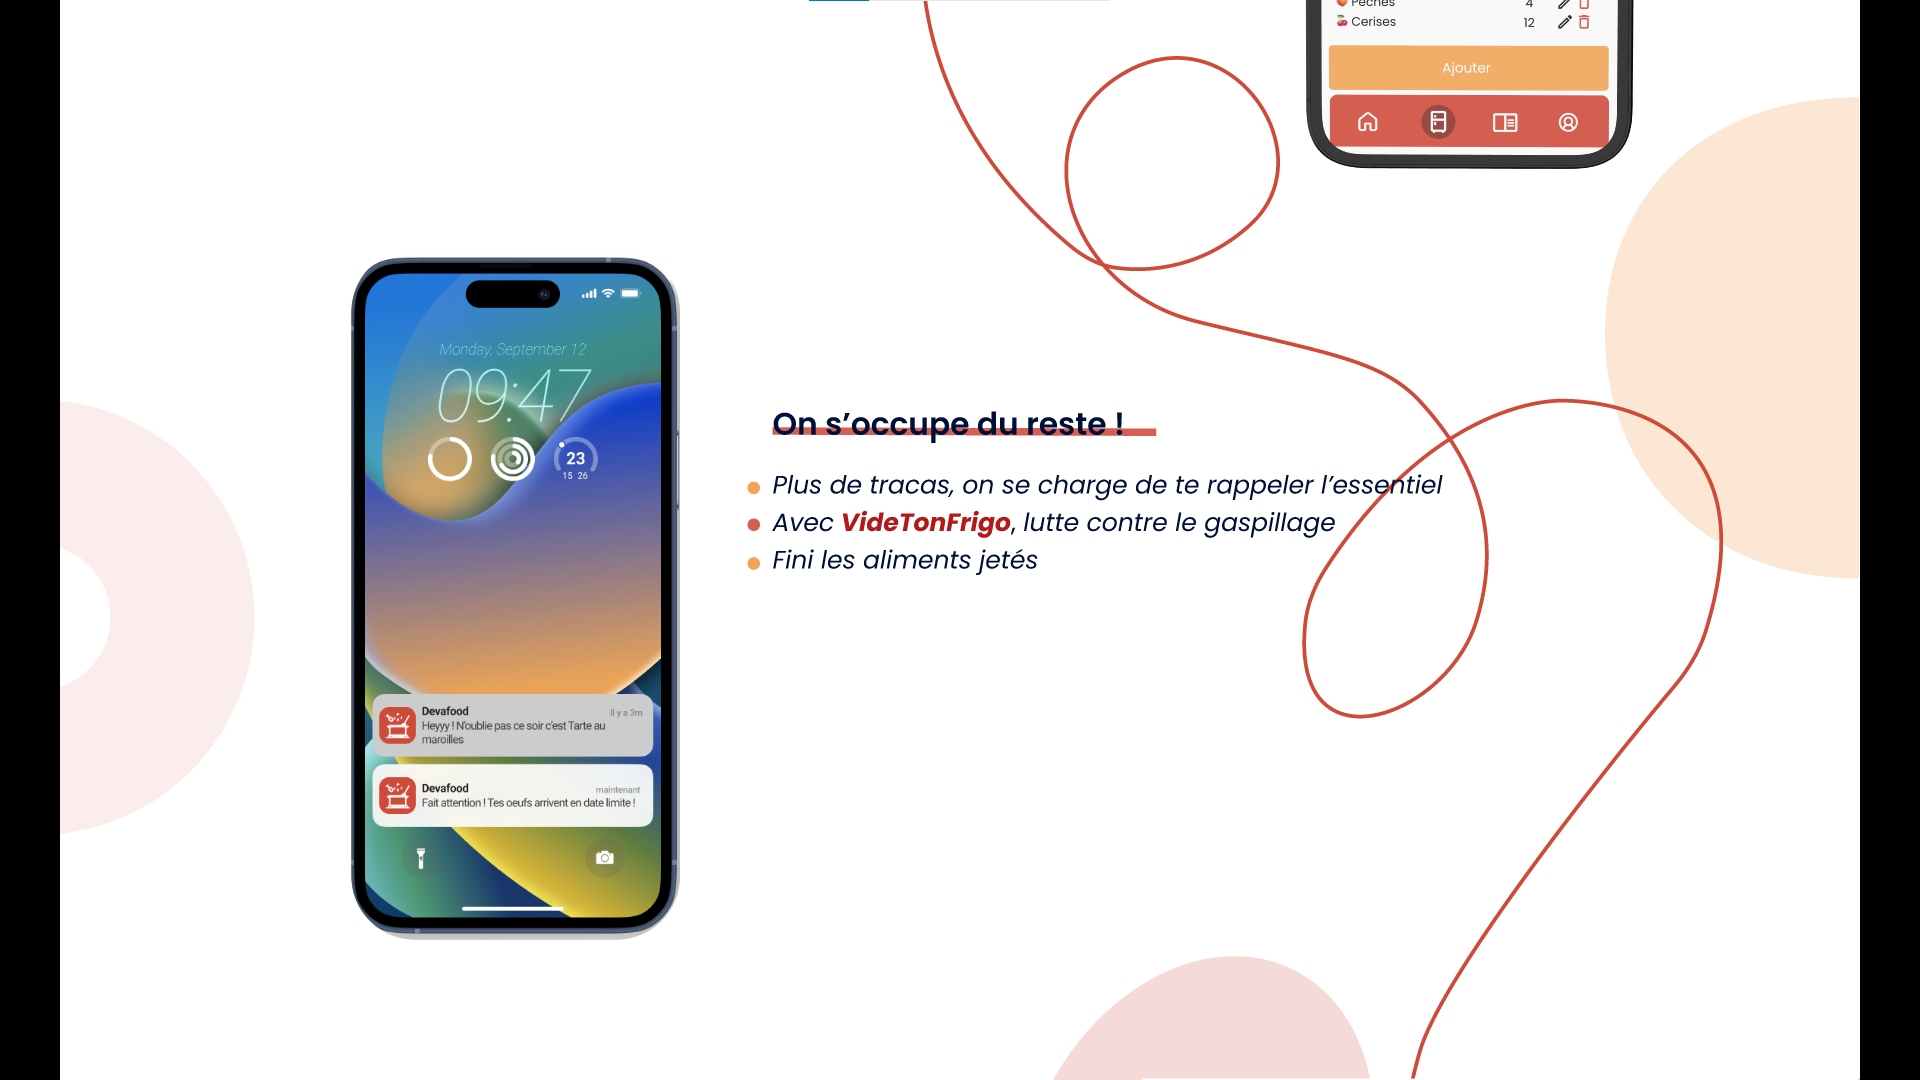 Pêches 4
Cerises 12
Ajouter
Monday, September 12
09:47
23
15 26
On s’occupe du reste !
Plus de tracas, on se charge de te rappeler l’essentiel
Avec VideTonFrigo, lutte contre le gaspillage
Fini les aliments jetés
Devafood Il y a 3m
Heyyy ! N'oublie pas ce soir c'est Tarte au
maroilles
Devafood maintenant
Fait attention ! Tes oeufs arrivent en date limite !